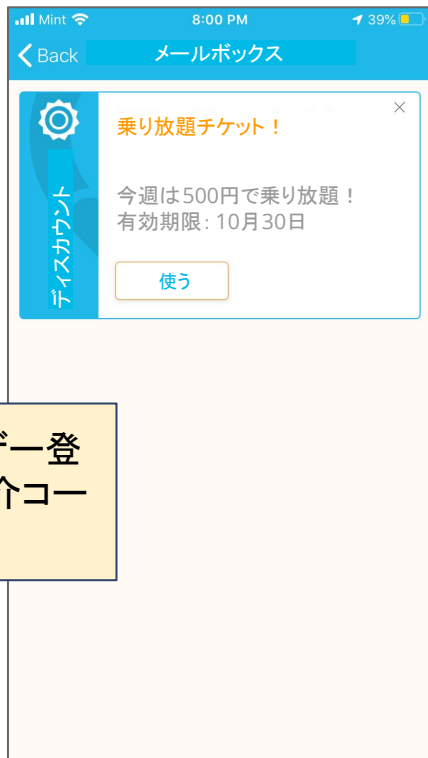 Mint 8:00 PM 39%
Back メールボックス
乗り放題チケット！
ディスカウント
今週は500円で乗り放題！
有効期限: 10月30日
使う
ザー登
介コー